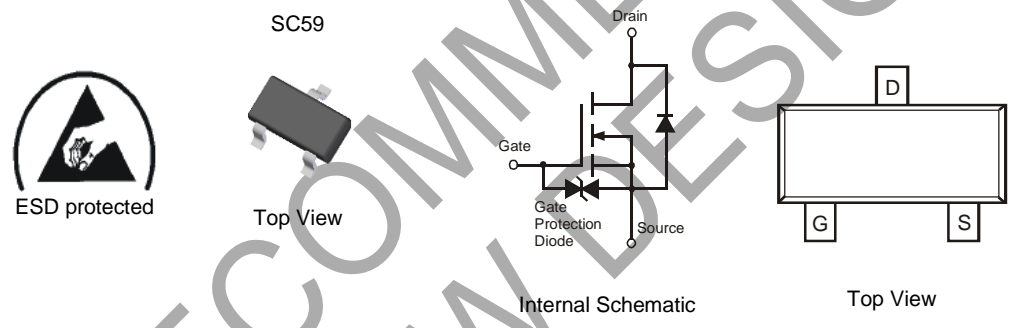 SC59
ESD protected
Top View
Drain
Gate
Gate
Protection
Diode
Source
Internal Schematic
D
G
S
Top View